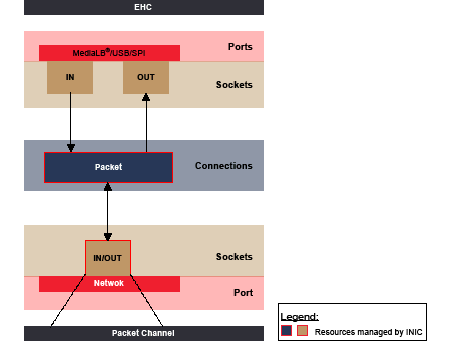 EHC
Ports
MediaLB®/USB/SPI
IN
OUT
Sockets
Packet
Connections
IN/OUT
Sockets
Netwok
Port
Packet Channel
Legend:
Resources managed by INIC